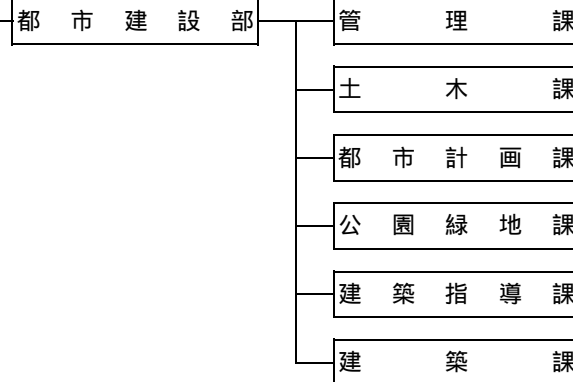 都市建設部
管理課
土木課
都市計画課
公園緑地課
建築指導課
建築課